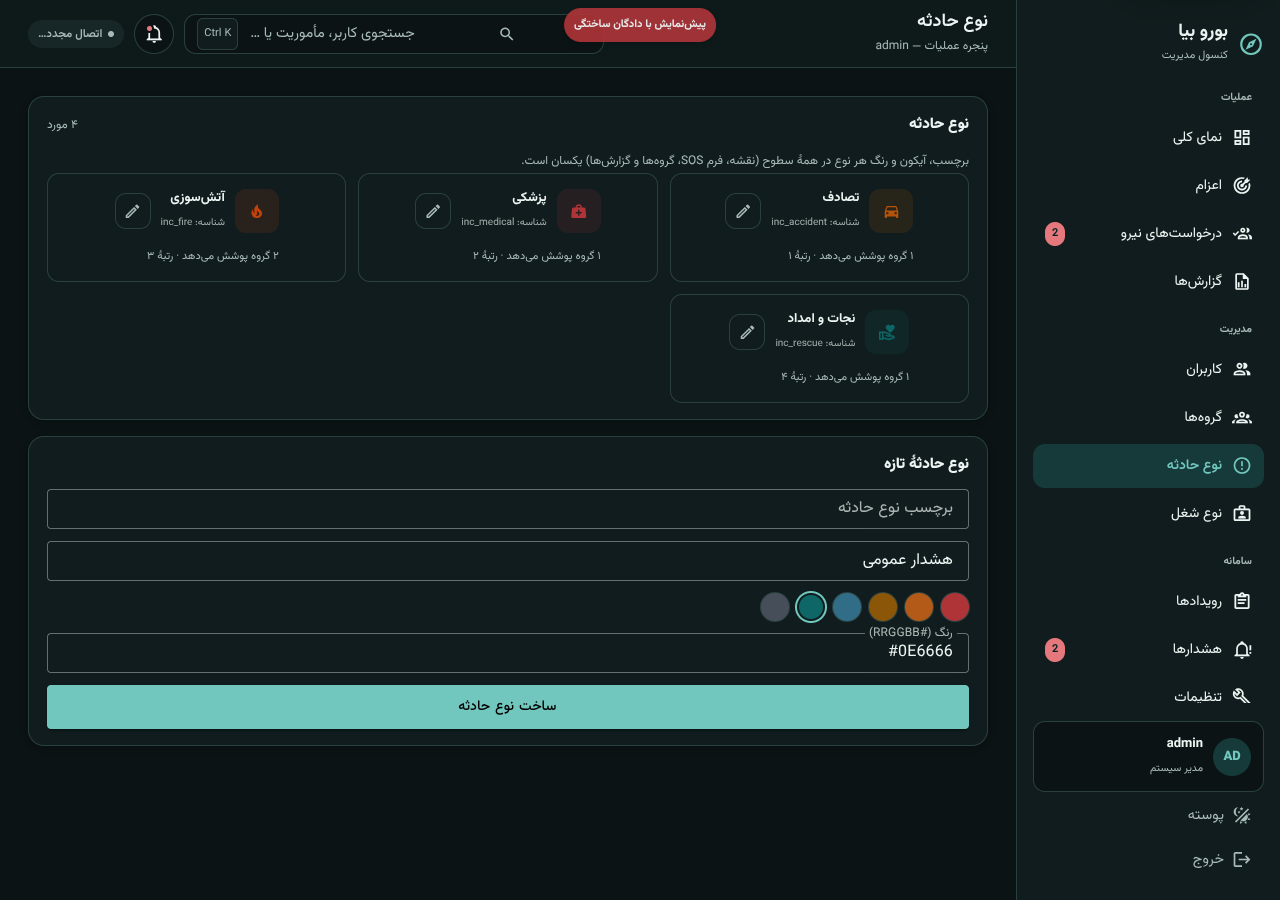 بورو بیا
کنسول مدیریت
عملیات
نمای کلی
اعزام
درخواست‌های نیرو
2
گزارش‌ها
مدیریت
کاربران
گروه‌ها
نوع حادثه
نوع شغل
سامانه
رویدادها
هشدارها
2
تنظیمات
AD
admin
مدیر سیستم
پوسته
خروج
نوع حادثه
پنجره عملیات — admin
پیش‌نمایش با دادگان ساختگی
جستجوی کاربر، مأموریت یا ...
Ctrl K
اتصال مجدد...
نوع حادثه
۴ مورد
برچسب، آیکون و رنگ هر نوع در همهٔ سطوح (نقشه، فرم SOS، گروه‌ها و گزارش‌ها) یکسان است.
تصادف
شناسه: inc_accident
۱ گروه پوشش می‌دهد · رتبهٔ ۱
پزشکی
شناسه: inc_medical
۱ گروه پوشش می‌دهد · رتبهٔ ۲
آتش‌سوزی
شناسه: inc_fire
۲ گروه پوشش می‌دهد · رتبهٔ ۳
نجات و امداد
شناسه: inc_rescue
۱ گروه پوشش می‌دهد · رتبهٔ ۴
نوع حادثهٔ تازه
برچسب نوع حادثه
هشدار عمومی
رنگ (#RRGGBB)
#0E6666
ساخت نوع حادثه